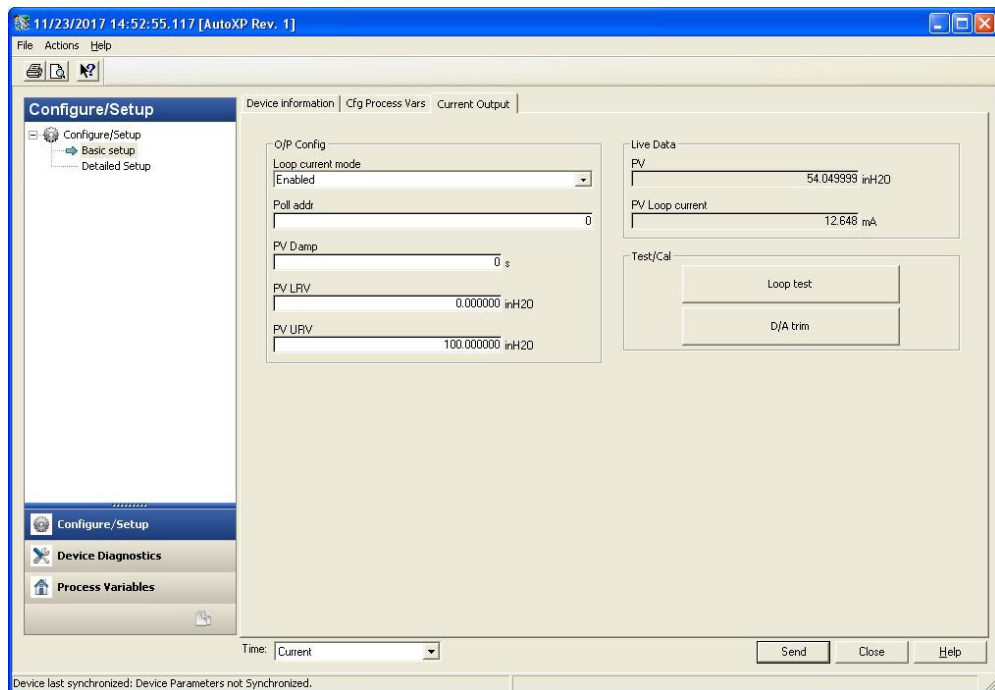 11/23/2017 14:52:55.117 [AutoXP Rev. 1]
File Actions Help
Configure/Setup
Configure/Setup
Basic setup
Detailed Setup
Configure/Setup
Device Diagnostics
Process Variables
Device information Cfg Process Vars Current Output
O/P Config
Loop current mode
Enabled
Poll addr
0
PV Damp
0 s
PV LRV
0.000000 inH2O
PV URV
100.000000 inH2O
Live Data
PV
54.049999 inH2O
PV Loop current
12.648 mA
Test/Cal
Loop test
D/A trim
Time: Current
Send Close Help
Device last synchronized: Device Parameters not Synchronized.